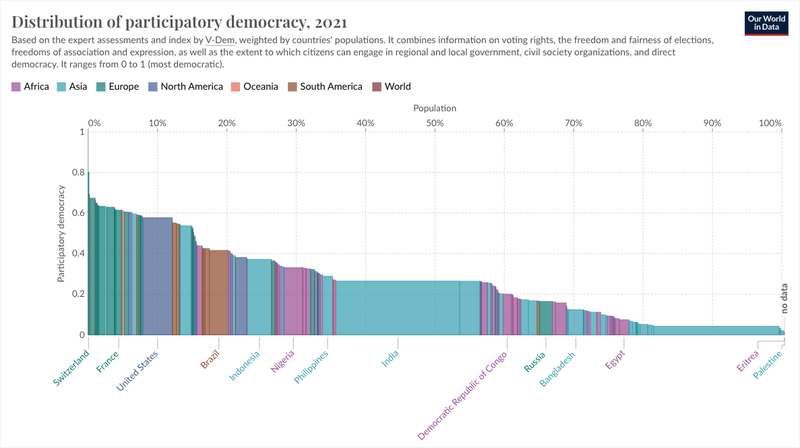 Distribution of participatory democracy, 2021
Our World
in Data
Based on the expert assessments and index by V-Dem, weighted by countries' populations. It combines information on voting rights, the freedom and fairness of elections,
freedoms of association and expression, as well as the extent to which citizens can engage in regional and local government, civil society organizations, and direct
democracy. It ranges from 0 to 1 (most democratic).
Africa Asia Europe North America Oceania South America World
Population
0% 10% 20% 30% 40% 50% 60% 70% 80% 90% 100%
Participatory democracy
1
0.8
0.6
0.4
0.2
0
no data
Switzerland
France
United States
Brazil
Indonesia
Nigeria
Philippines
India
Democratic Republic of Congo
Russia
Bangladesh
Egypt
Eritrea
Palestine